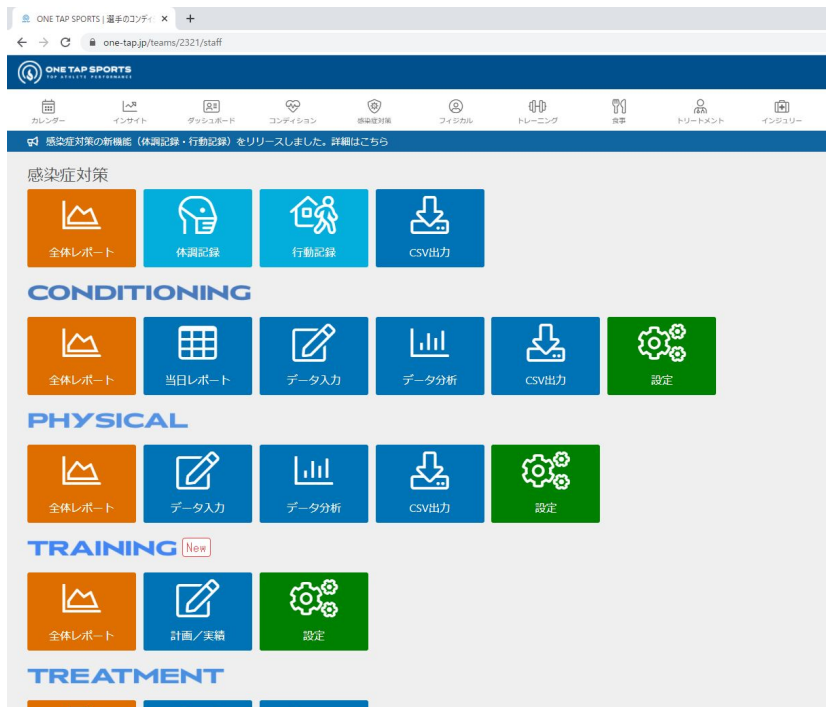 ONE TAP SPORTS | 選手のコンディ
one-tap.jp/teams/2321/staff
ONE TAP SPORTS
TOP ATHLETE PERFORMANCE
カレンダー インサイト ダッシュボード コンディション 感染症対策 フィジカル トレーニング 食事 トリートメント インジュリー
感染症対策の新機能（体調記録・行動記録）をリリースしました。詳細はこちら
感染症対策
全体レポート 体調記録 行動記録 CSV出力
CONDITIONING
全体レポート 当日レポート データ入力 データ分析 CSV出力 設定
PHYSICAL
全体レポート データ入力 データ分析 CSV出力 設定
TRAINING New
全体レポート 計画／実績 設定
TREATMENT